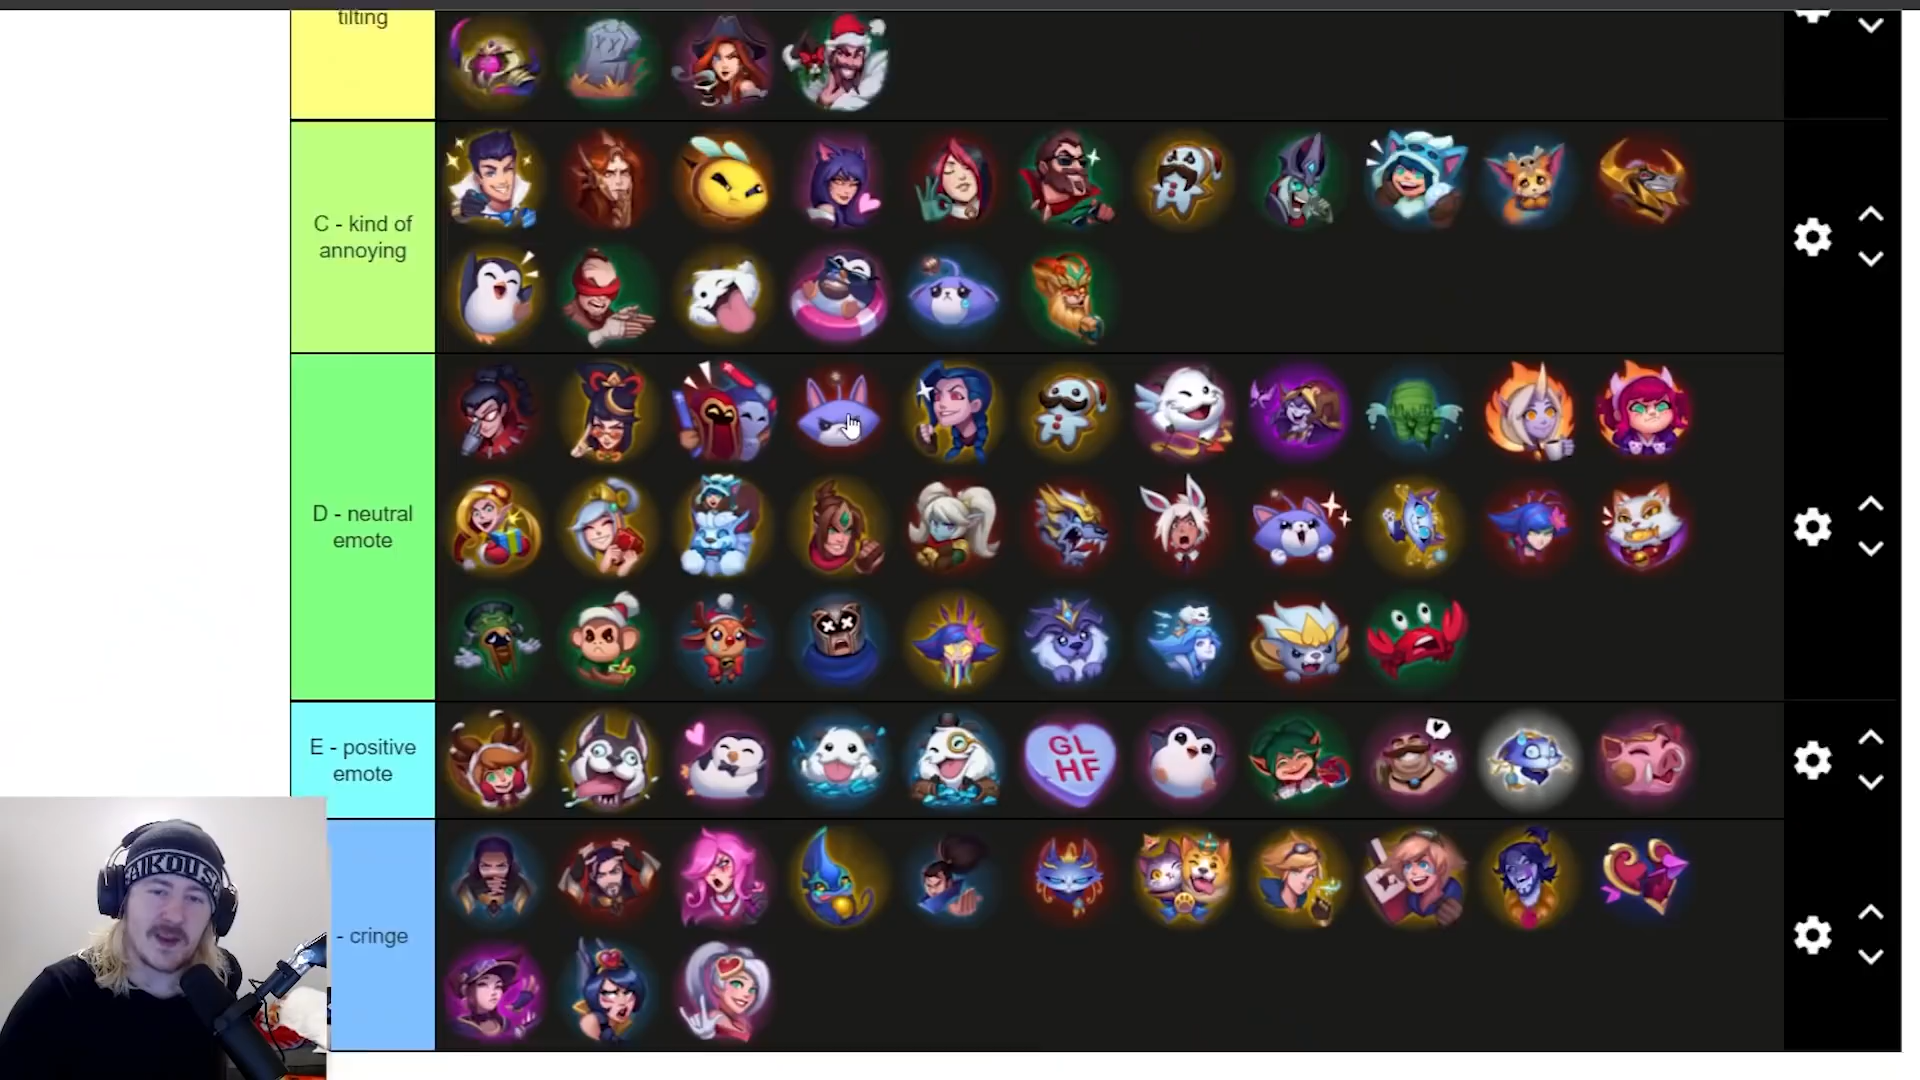 tilting
C - kind of
annoying
D - neutral
emote
E - positive
emote
GL
HF
- cringe